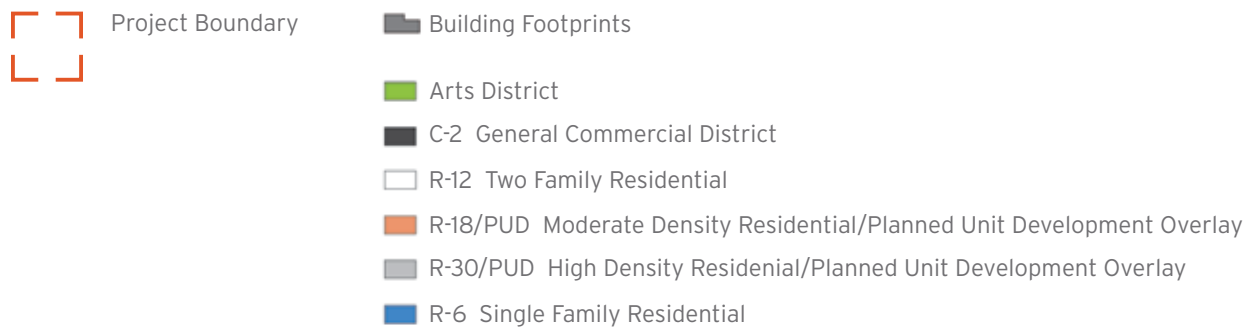 Project Boundary
Building Footprints
Arts District
C-2 General Commercial District
R-12 Two Family Residential
R-18/PUD Moderate Density Residential/Planned Unit Development Overlay
R-30/PUD High Density Residenial/Planned Unit Development Overlay
R-6 Single Family Residential